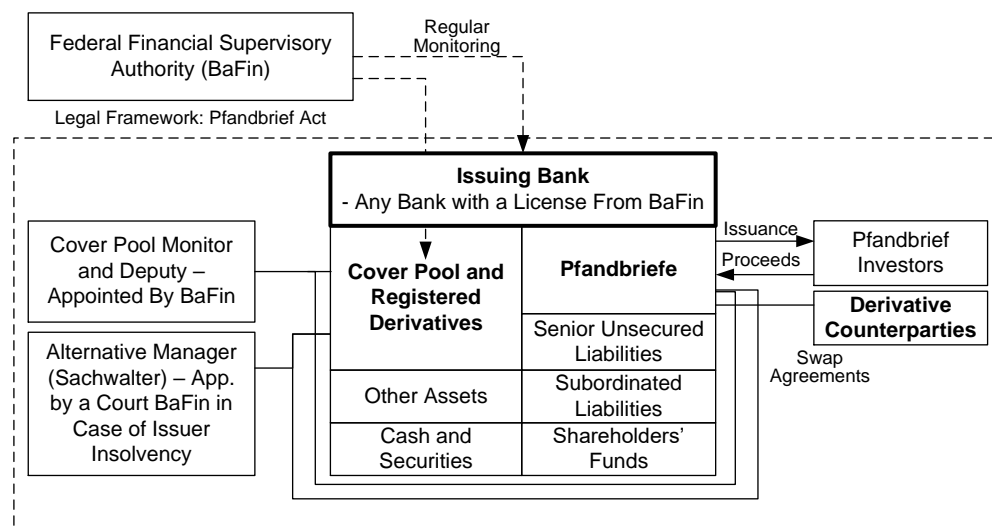 Federal Financial Supervisory
Authority (BaFin)
Regular
Monitoring
Legal Framework: Pfandbrief Act
Issuing Bank
- Any Bank with a License From BaFin
Cover Pool Monitor
and Deputy –
Appointed By BaFin
Cover Pool and
Registered
Derivatives
Pfandbriefe
Issuance
Proceeds
Pfandbrief
Investors
Derivative
Counterparties
Swap
Agreements
Alternative Manager
(Sachwalter) – App.
by a Court BaFin in
Case of Issuer
Insolvency
Senior Unsecured
Liabilities
Other Assets
Subordinated
Liabilities
Cash and
Securities
Shareholders’
Funds